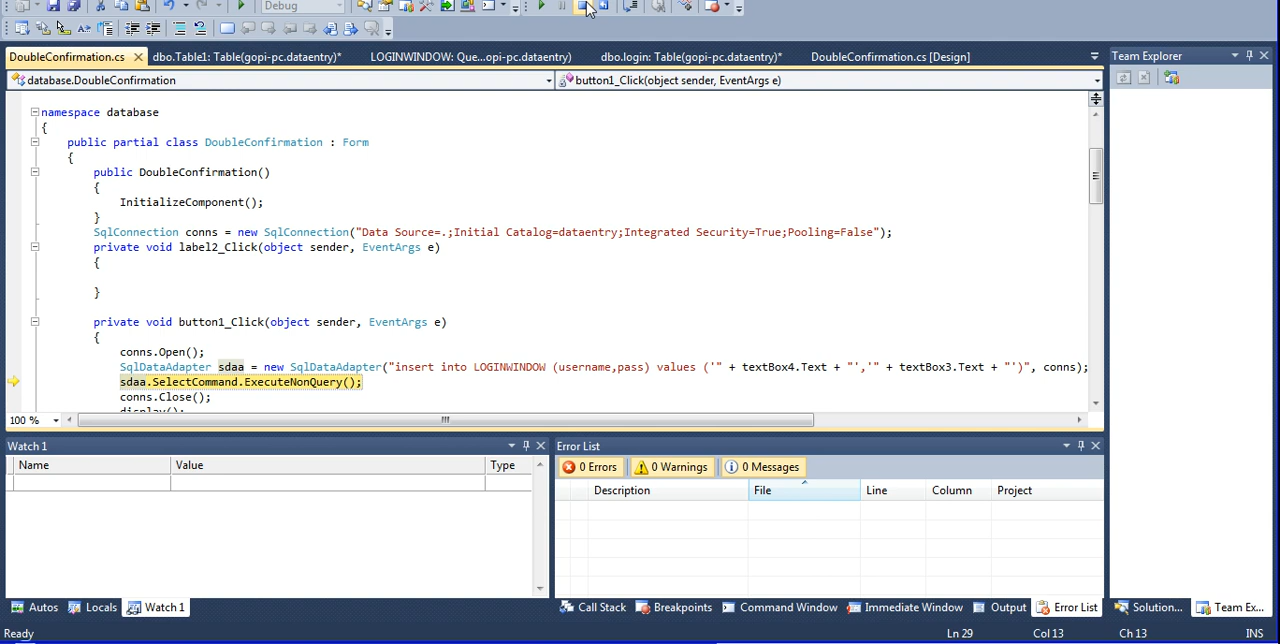 Debug
DoubleConfirmation.cs dbo.Table1: Table(gopi-pc.dataentry)* LOGINWINDOW: Que...opi-pc.dataentry) dbo.login: Table(gopi-pc.dataentry)* DoubleConfirmation.cs [Design] Team Explorer
database.DoubleConfirmation button1_Click(object sender, EventArgs e)
namespace database
{
public partial class DoubleConfirmation : Form
{
public DoubleConfirmation()
{
InitializeComponent();
}
SqlConnection conns = new SqlConnection("Data Source=.;Initial Catalog=dataentry;Integrated Security=True;Pooling=False");
private void label2_Click(object sender, EventArgs e)
{
}
private void button1_Click(object sender, EventArgs e)
{
conns.Open();
SqlDataAdapter sdaa = new SqlDataAdapter("insert into LOGINWINDOW (username,pass) values ('" + textBox4.Text + "','" + textBox3.Text + "')", conns);
sdaa.SelectCommand.ExecuteNonQuery();
conns.Close();
display();
100 %
Watch 1 Error List
Name Value Type 0 Errors 0 Warnings 0 Messages
Description File Line Column Project
Autos Locals Watch 1 Call Stack Breakpoints Command Window Immediate Window Output Error List Solution... Team Ex...
Ready Ln 29 Col 13 Ch 13 INS